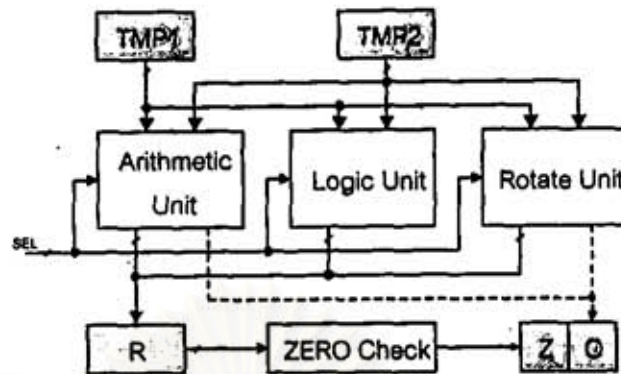 TMP1
TMP2
Arithmetic
Unit
Logic Unit
Rotate Unit
SEL
R
ZERO Check
Z
O